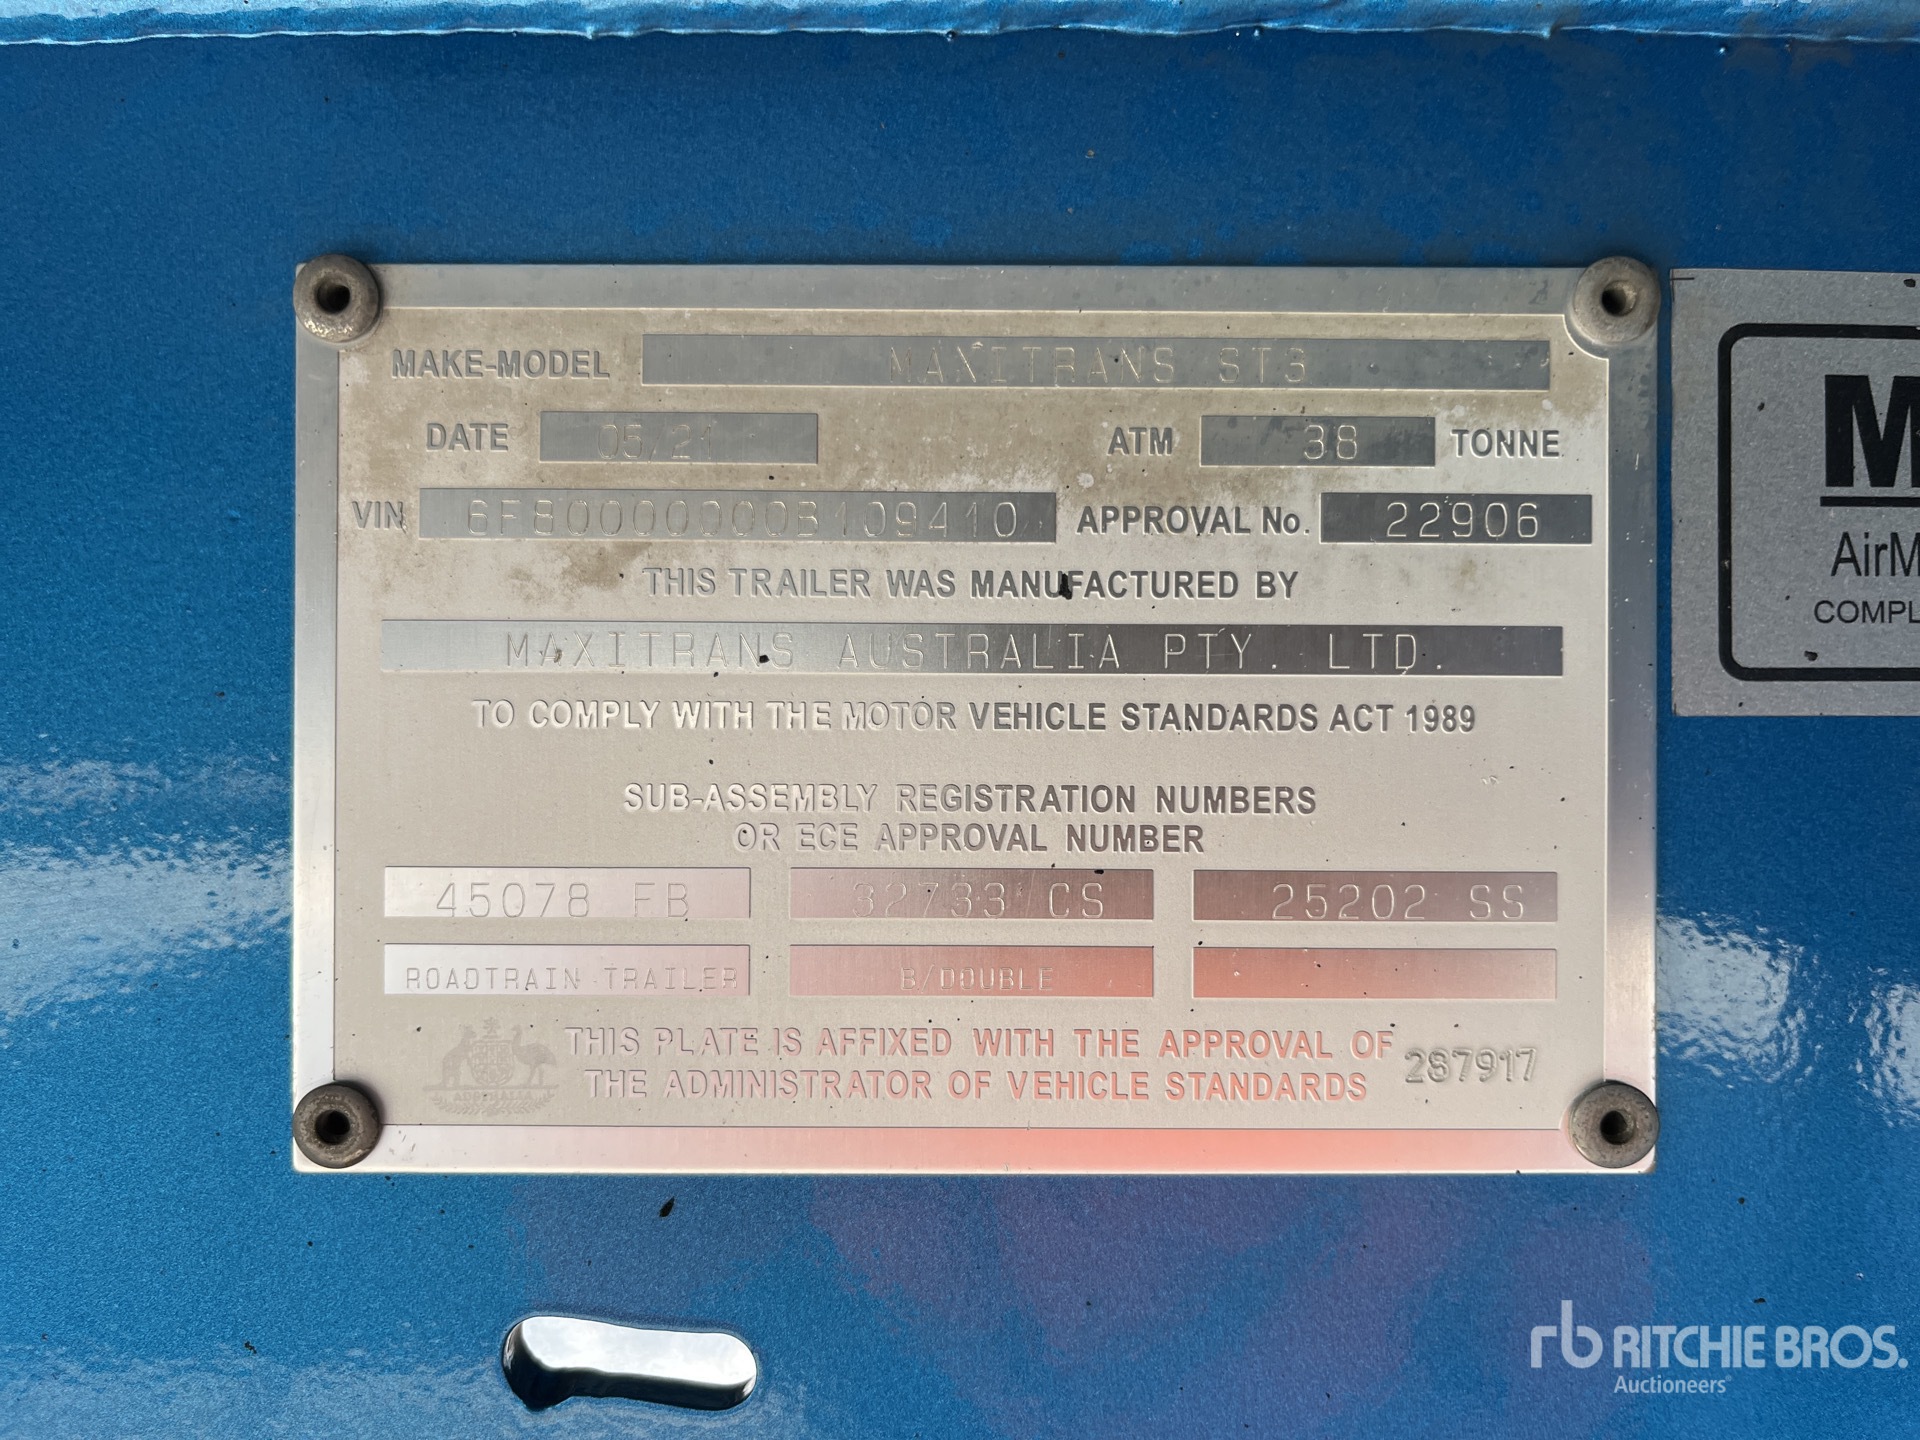 MAKE-MODEL MAXITRANS ST3
DATE 05/21 ATM 38 TONNE
VIN 6F80000000B109410 APPROVAL No. 22906
THIS TRAILER WAS MANUFACTURED BY
MAXITRANS AUSTRALIA PTY. LTD.
TO COMPLY WITH THE MOTOR VEHICLE STANDARDS ACT 1989
SUB-ASSEMBLY REGISTRATION NUMBERS
OR ECE APPROVAL NUMBER
45078 FB 32733 CS 25202 SS
ROADTRAIN TRAILER B/DOUBLE
THIS PLATE IS AFFIXED WITH THE APPROVAL OF
THE ADMINISTRATOR OF VEHICLE STANDARDS 287917
AUSTRALIA
M
AirM
COMPL
rb RITCHIE BROS.
Auctioneers